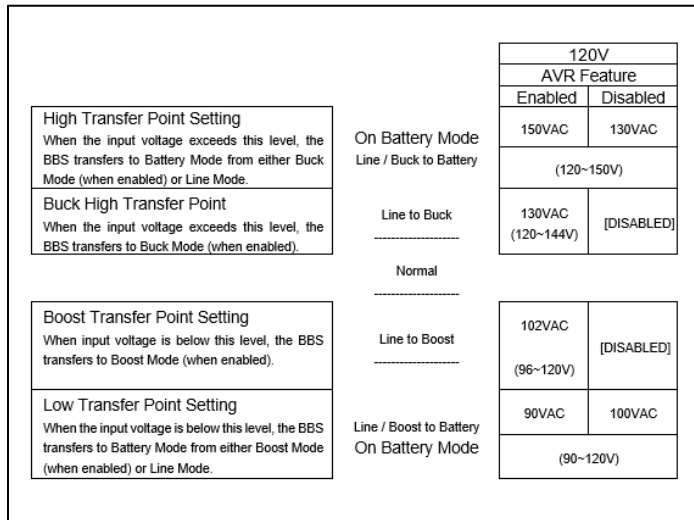 120V
AVR Feature
Enabled Disabled
High Transfer Point Setting
When the input voltage exceeds this level, the
BBS transfers to Battery Mode from either Buck
Mode (when enabled) or Line Mode.
On Battery Mode
Line / Buck to Battery
150VAC 130VAC
(120~150V)
Buck High Transfer Point
When the input voltage exceeds this level, the
BBS transfers to Buck Mode (when enabled).
Line to Buck
--------------------
130VAC
(120~144V)
[DISABLED]
Normal
--------------------
Boost Transfer Point Setting
When input voltage is below this level, the BBS
transfers to Boost Mode (when enabled).
Line to Boost
--------------------
102VAC
(96~120V)
[DISABLED]
Low Transfer Point Setting
When the input voltage is below this level, the BBS
transfers to Battery Mode from either Boost Mode
(when enabled) or Line Mode.
Line / Boost to Battery
On Battery Mode
90VAC 100VAC
(90~120V)